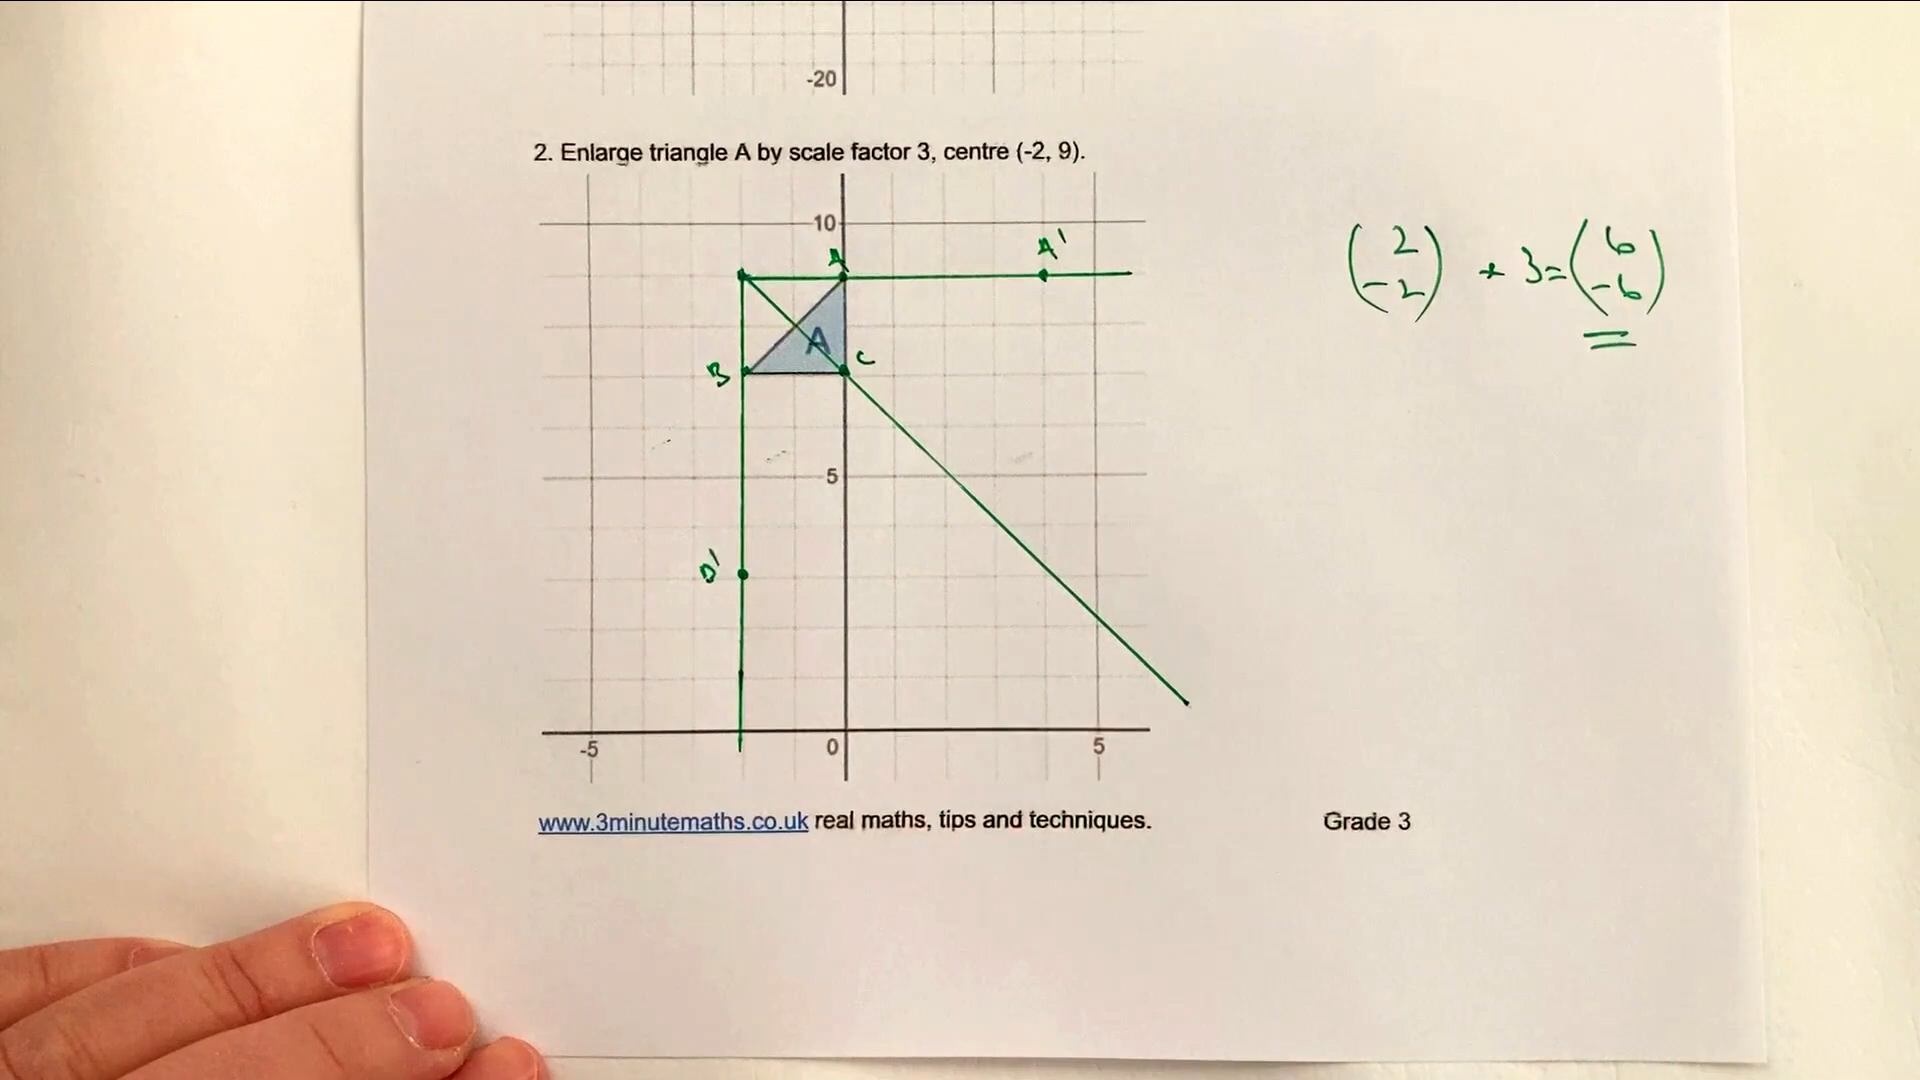 -20
2. Enlarge triangle A by scale factor 3, centre (-2, 9).
10
A
A'
A
B
C
5
D'
-5
0
5
(2 -2) × 3 = (6 -6)
www.3minutemaths.co.uk real maths, tips and techniques.
Grade 3